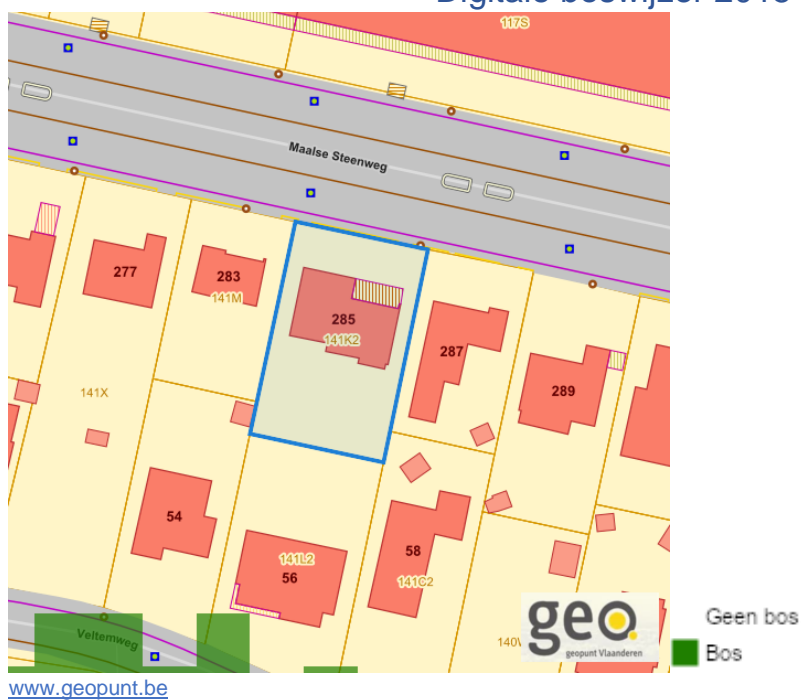 117S
Maalse Steenweg
277
283
141M
285
141K2
287
289
141X
54
141L2
56
58
141C2
140
Veltemweg
geo
geopunt Vlaanderen
Geen bos
Bos
www.geopunt.be